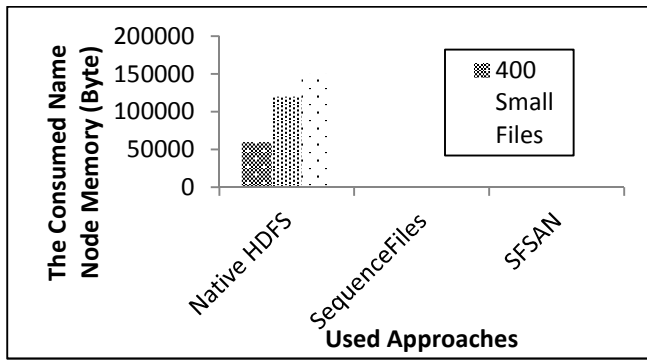 The Consumed Name
Node Memory (Byte)
200000
150000
100000
50000
0
400
Small
Files
Native HDFS
SequenceFiles
SFSAN
Used Approaches